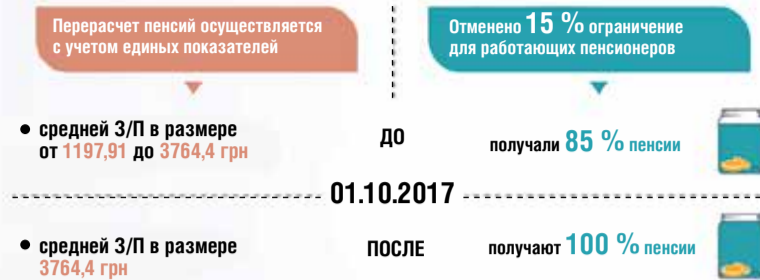 Перерасчет пенсий осуществляется
с учетом единых показателей
Отменено 15 % ограничение
для работающих пенсионеров
• средней З/П в размере
от 1197,91 до 3764,4 грн
ДО
получали 85 % пенсии
01.10.2017
• средней З/П в размере
3764,4 грн
ПОСЛЕ
получают 100 % пенсии